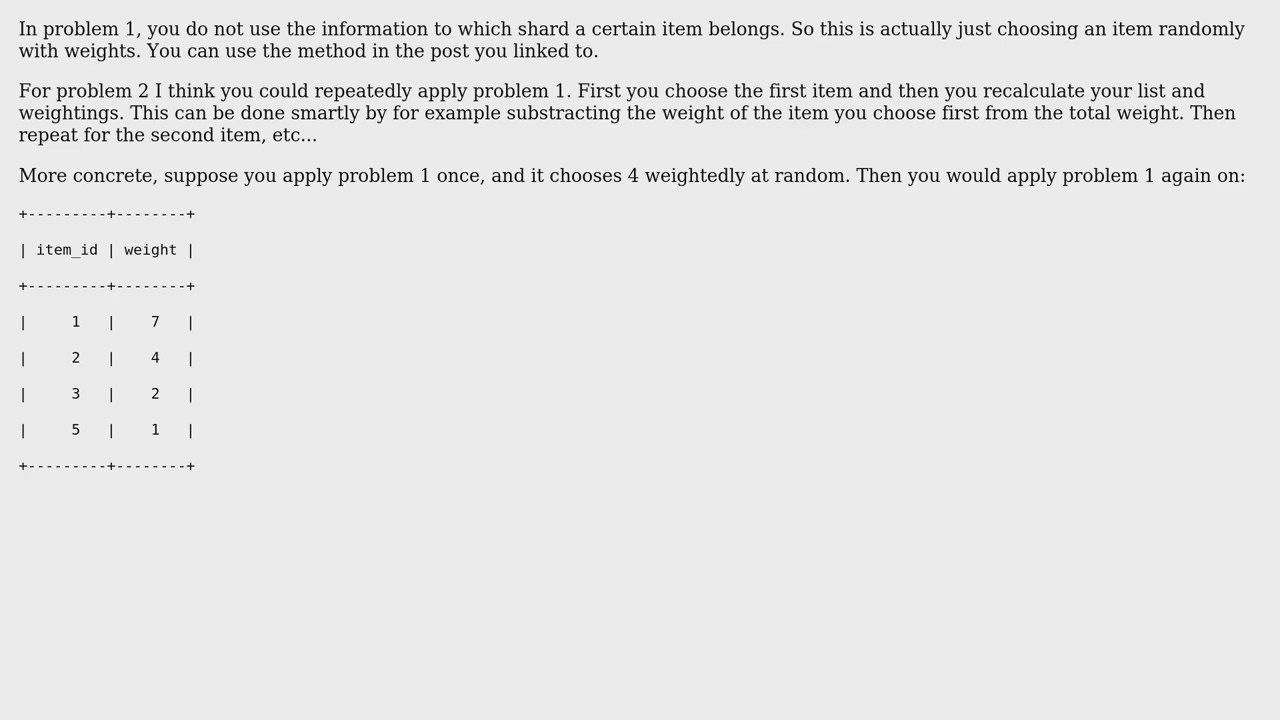 In problem 1, you do not use the information to which shard a certain item belongs. So this is actually just choosing an item randomly
with weights. You can use the method in the post you linked to.
For problem 2 I think you could repeatedly apply problem 1. First you choose the first item and then you recalculate your list and
weightings. This can be done smartly by for example substracting the weight of the item you choose first from the total weight. Then
repeat for the second item, etc...
More concrete, suppose you apply problem 1 once, and it chooses 4 weightedly at random. Then you would apply problem 1 again on:
+---------+--------+
| item_id | weight |
+---------+--------+
|     1   |    7   |
|     2   |    4   |
|     3   |    2   |
|     5   |    1   |
+---------+--------+